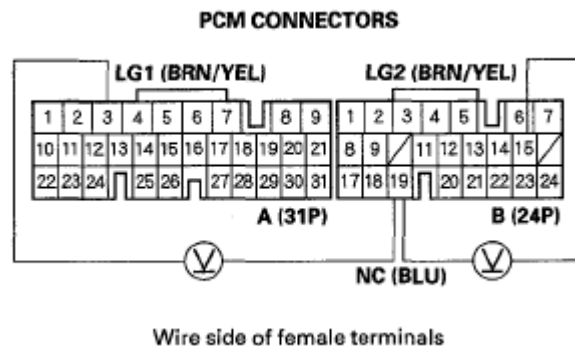 PCM CONNECTORS
LG1 (BRN/YEL) LG2 (BRN/YEL)
1 2 3 4 5 6 7 8 9 1 2 3 4 5 6 7
10 11 12 13 14 15 16 17 18 19 20 21 8 9 11 12 13 14 15
22 23 24 25 26 27 28 29 30 31 17 18 19 20 21 22 23 24
A (31P) B (24P)
V V
NC (BLU)
Wire side of female terminals